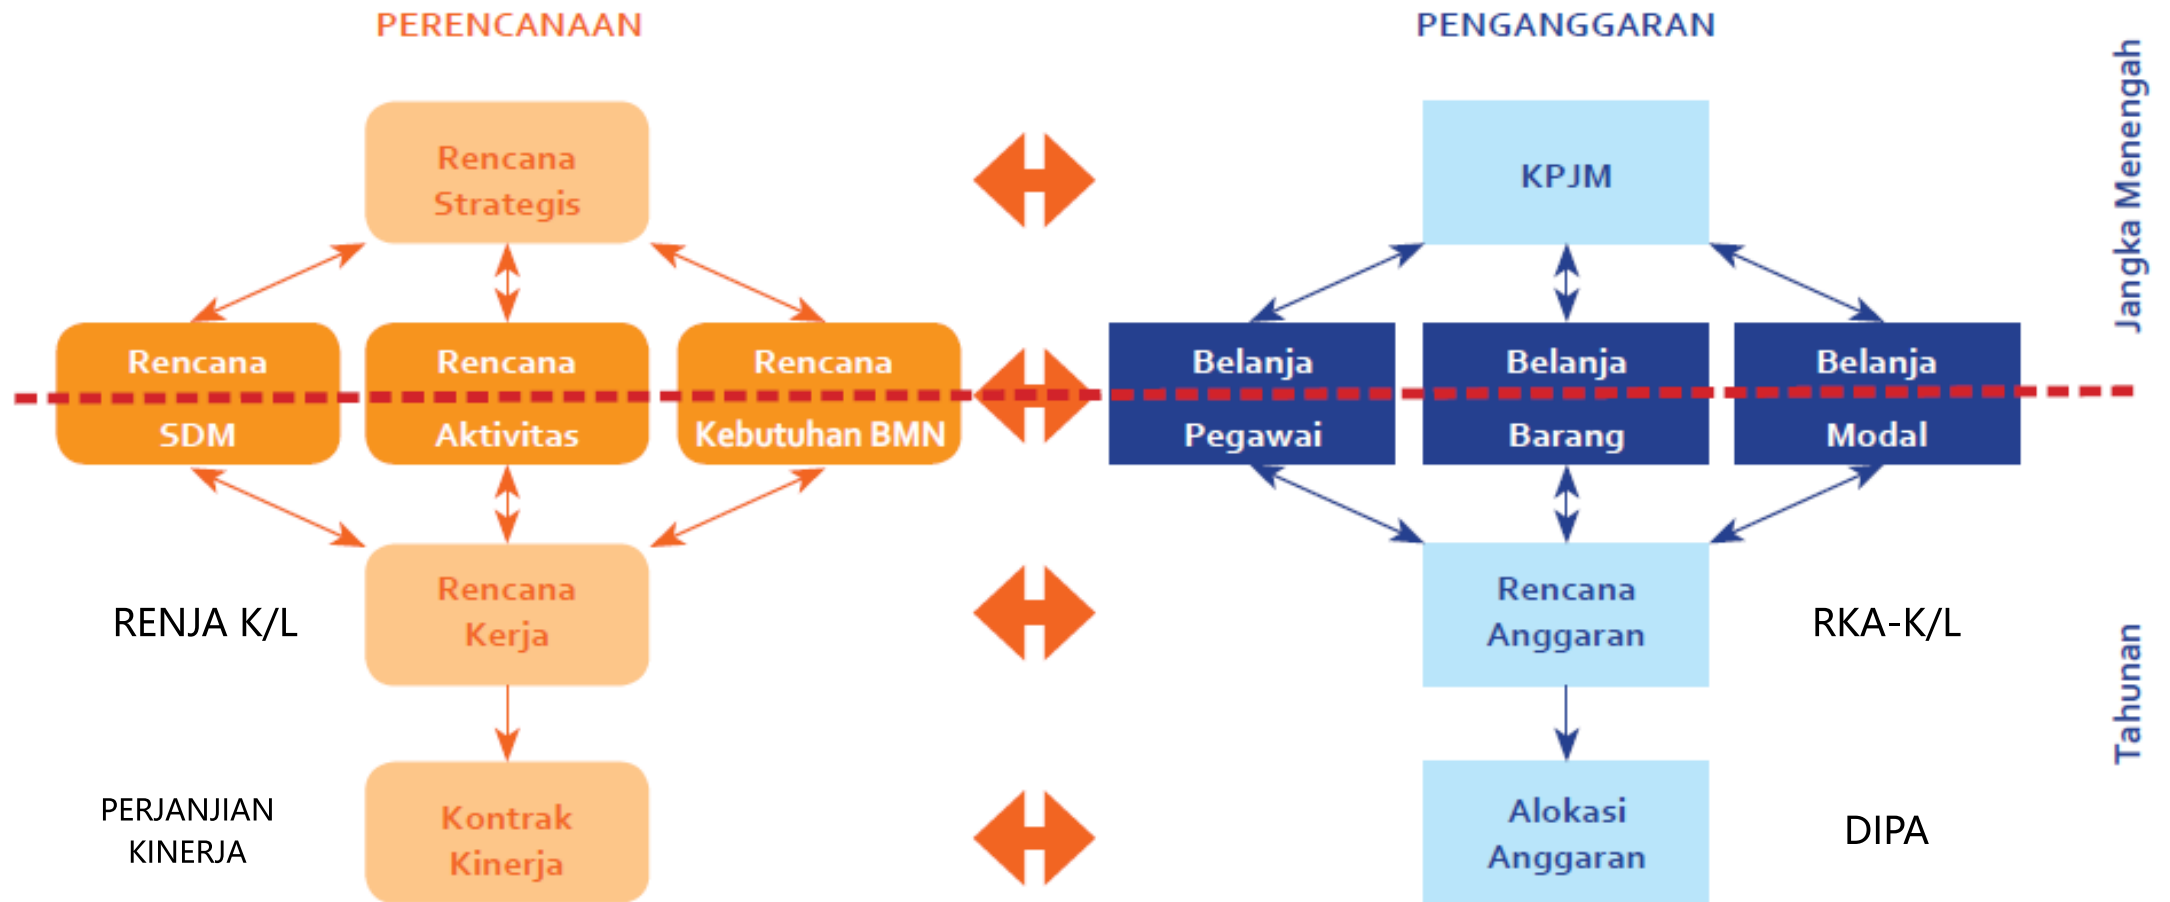 PERENCANAAN
PENGANGGARAN
Jangka Menengah
Rencana
Strategis
KPJM
Rencana
SDM
Rencana
Aktivitas
Rencana
Kebutuhan BMN
Belanja
Pegawai
Belanja
Barang
Belanja
Modal
RENJA K/L
Rencana
Kerja
Rencana
Anggaran
RKA-K/L
Tahunan
PERJANJIAN
KINERJA
Kontrak
Kinerja
Alokasi
Anggaran
DIPA